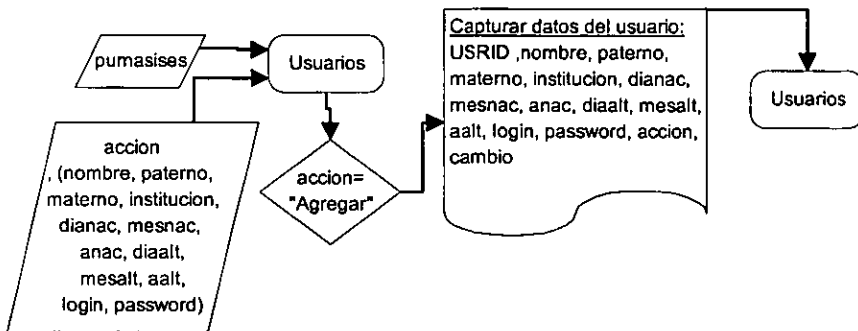 pumasises
Usuarios
accion
, (nombre, paterno,
materno, institucion,
dianac, mesnac,
anac, diaalt,
mesalt, aalt,
login, password)
accion=
"Agregar"
Capturar datos del usuario:
USRID ,nombre, paterno,
materno, institucion, dianac,
mesnac, anac, diaalt, mesalt,
aalt, login, password, accion,
cambio
Usuarios